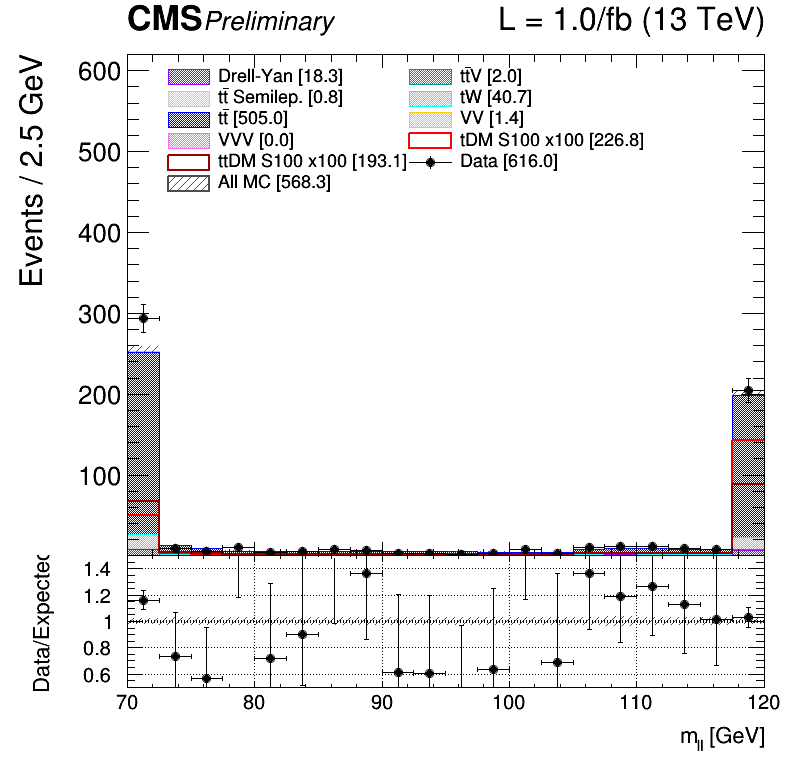 CMS Preliminary L = 1.0/fb (13 TeV)
Events / 2.5 GeV
600
500
400
300
200
100
Drell-Yan [18.3]
tt̄ Semilep. [0.8]
tt̄ [505.0]
VVV [0.0]
ttDM S100 x100 [193.1]
All MC [568.3]
tt̄V [2.0]
tW [40.7]
VV [1.4]
tDM S100 x100 [226.8]
Data [616.0]
Data/Expected
1.4
1.2
1
0.8
0.6
70 80 90 100 110 120
m_ll [GeV]